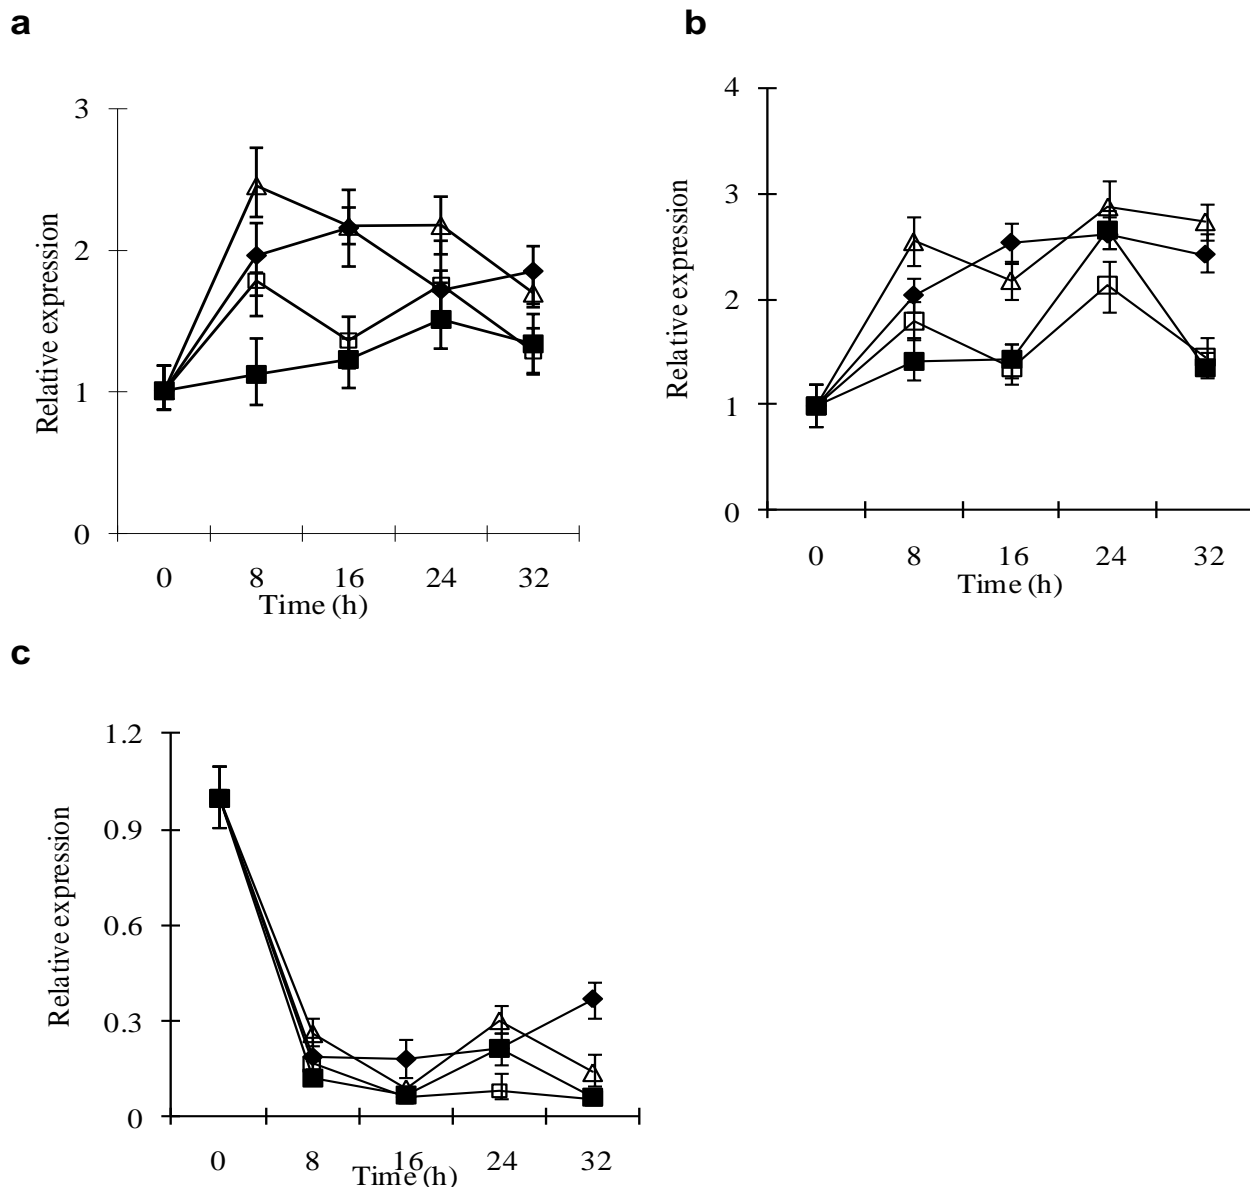 a
3
2
1
0
Relative expression
0 8 16 24 32
Time (h)
b
4
3
2
1
0
Relative expression
0 8 16 24 32
Time (h)
c
1.2
0.9
0.6
0.3
0
Relative expression
0 8 16 24 32
Time (h)